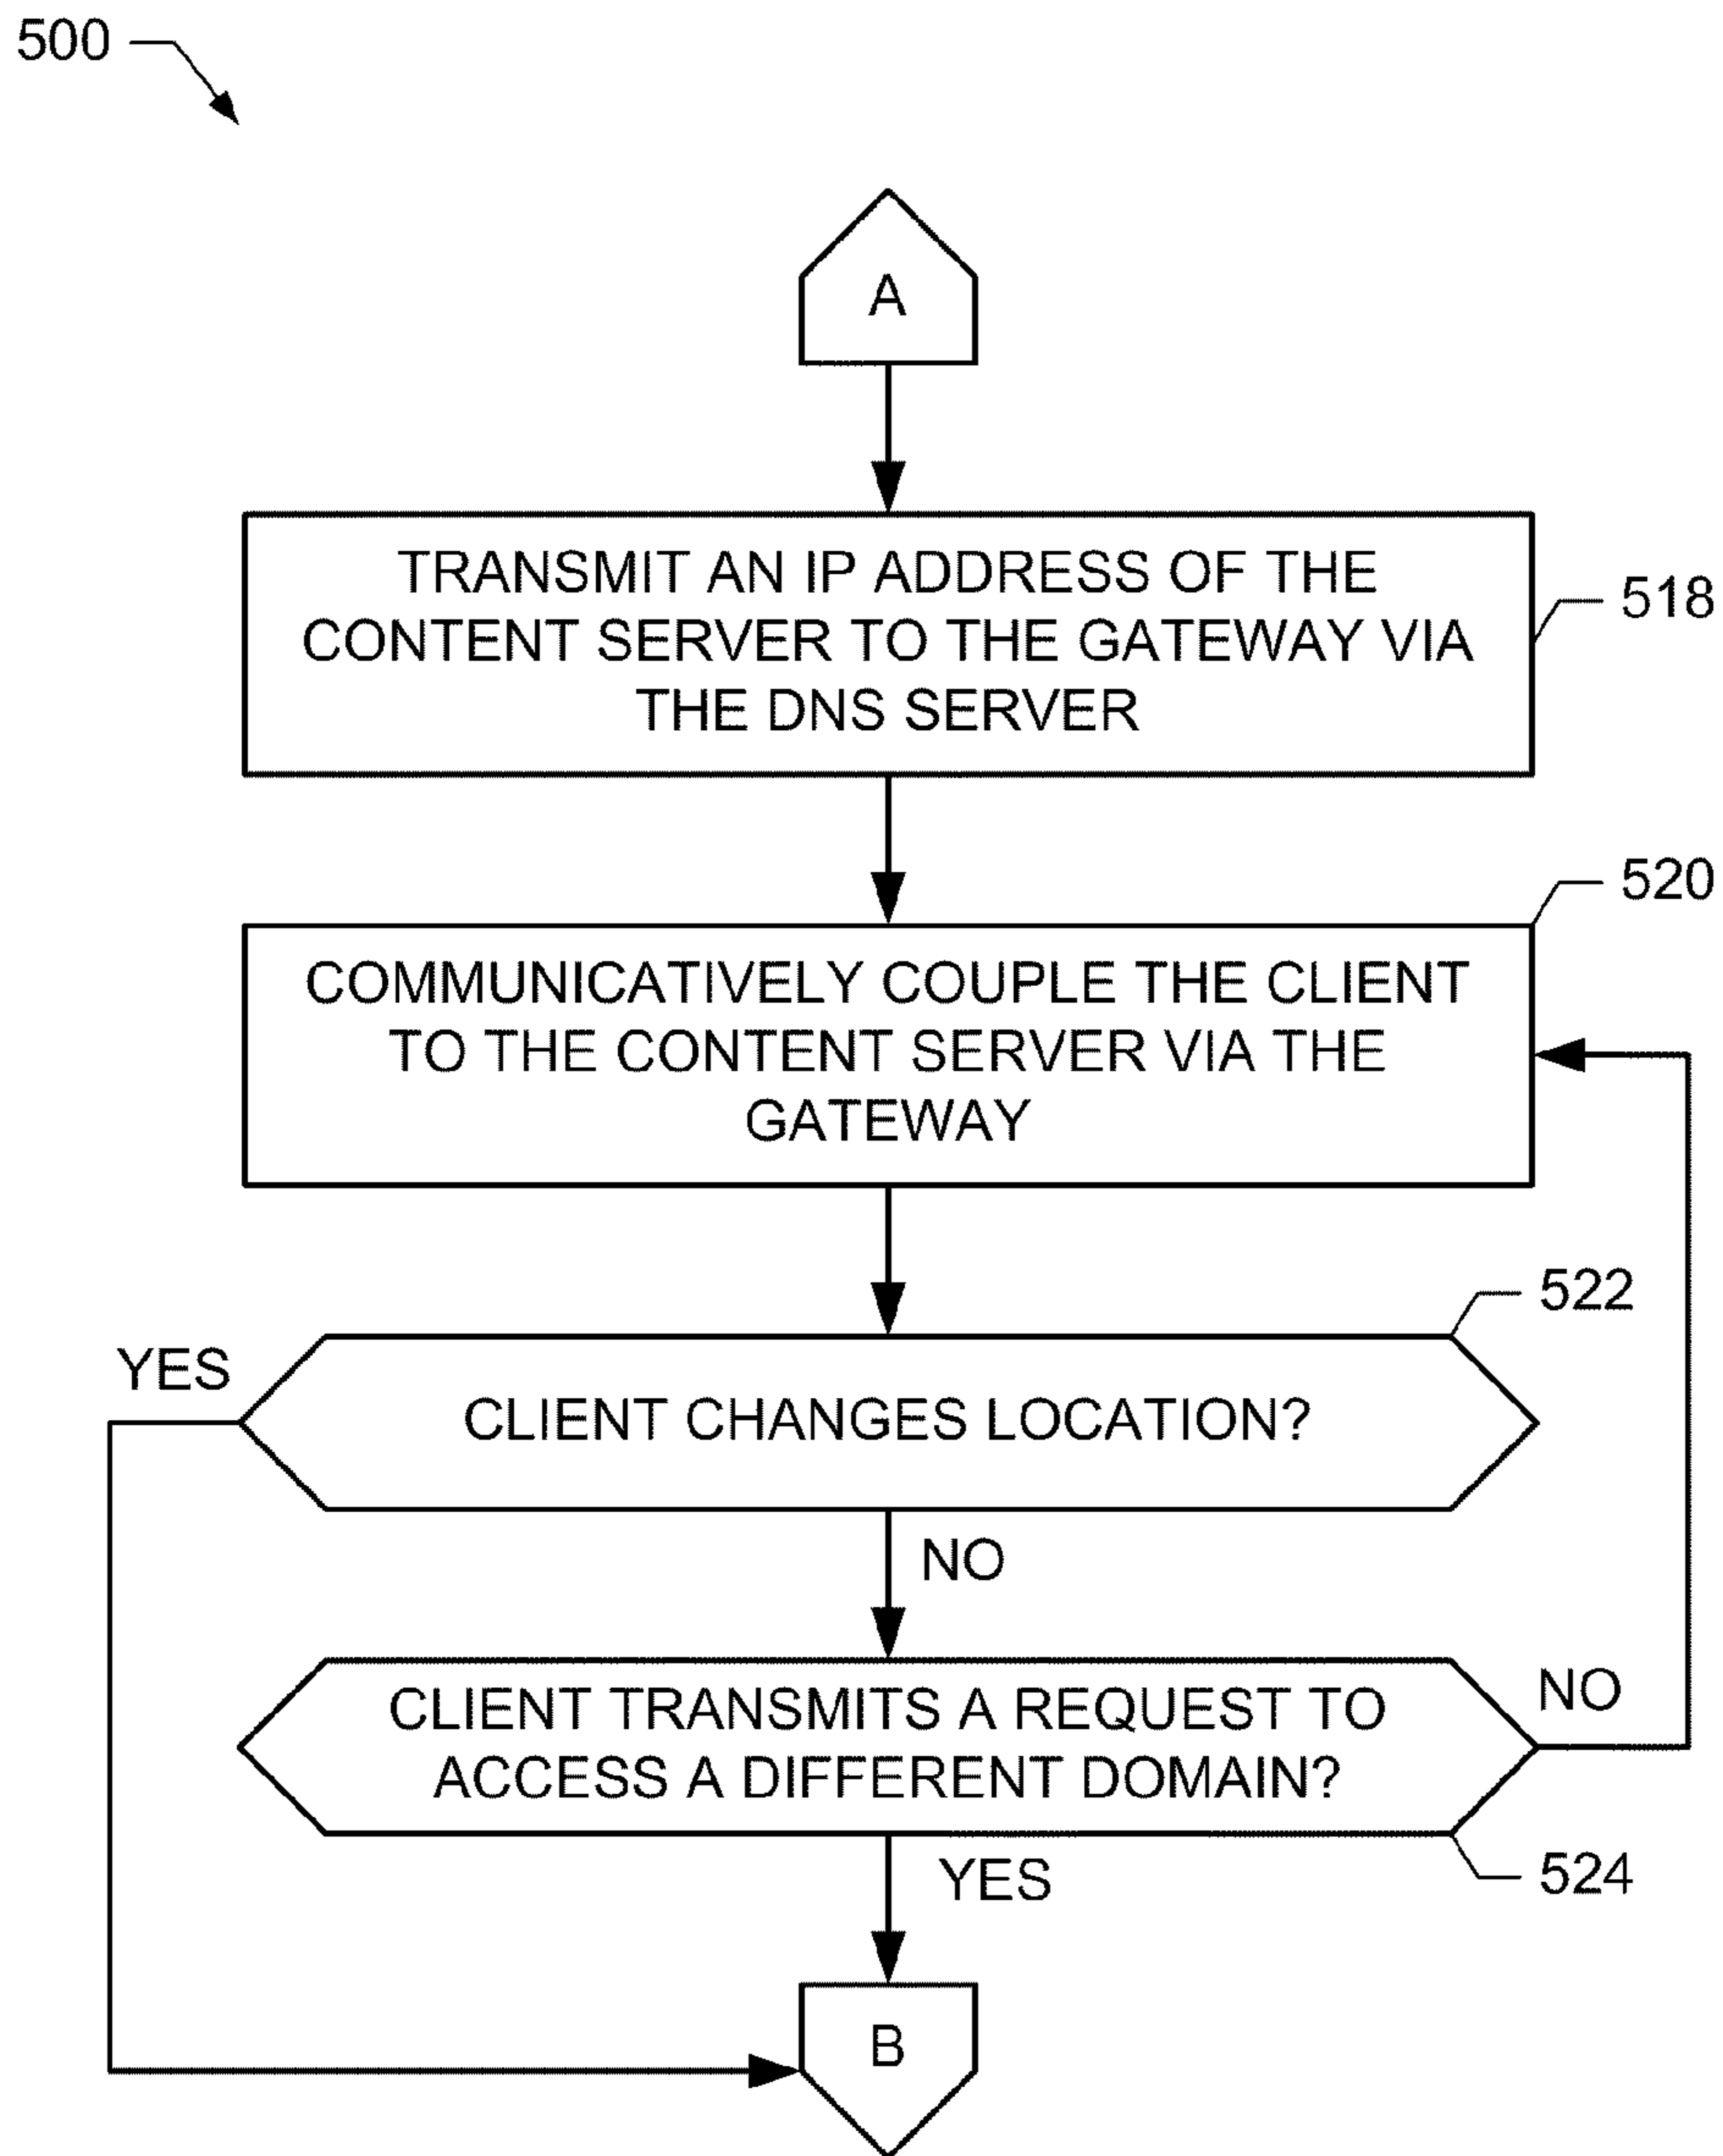 500
A
TRANSMIT AN IP ADDRESS OF THE
CONTENT SERVER TO THE GATEWAY VIA
THE DNS SERVER
518
520
COMMUNICATIVELY COUPLE THE CLIENT
TO THE CONTENT SERVER VIA THE
GATEWAY
522
YES
CLIENT CHANGES LOCATION?
NO
CLIENT TRANSMITS A REQUEST TO
ACCESS A DIFFERENT DOMAIN?
NO
524
YES
B